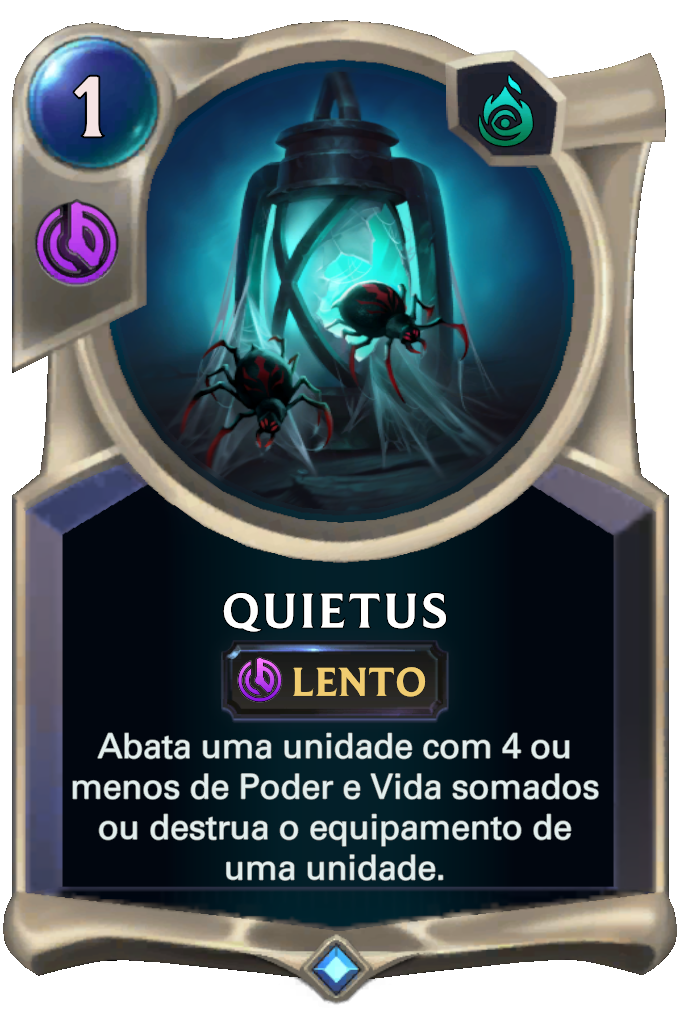 1
QUIETUS
LENTO
Abata uma unidade com 4 ou
menos de Poder e Vida somados
ou destrua o equipamento de
uma unidade.